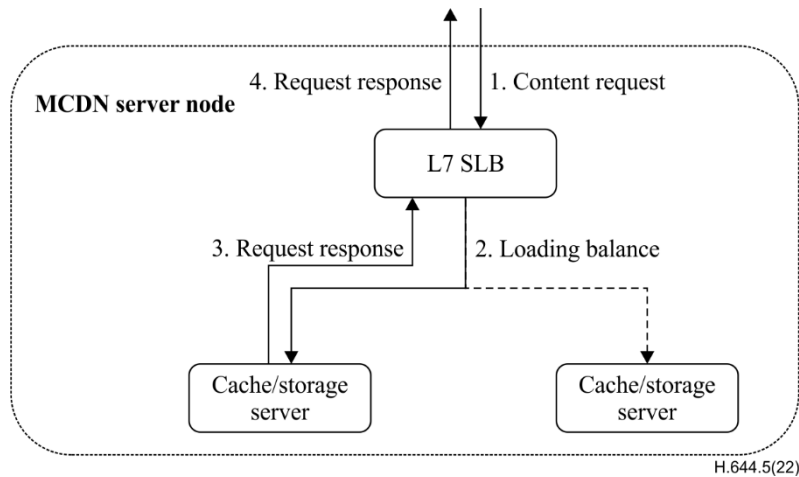 4. Request response
1. Content request
MCDN server node
L7 SLB
3. Request response
2. Loading balance
Cache/storage
server
Cache/storage
server
H.644.5(22)